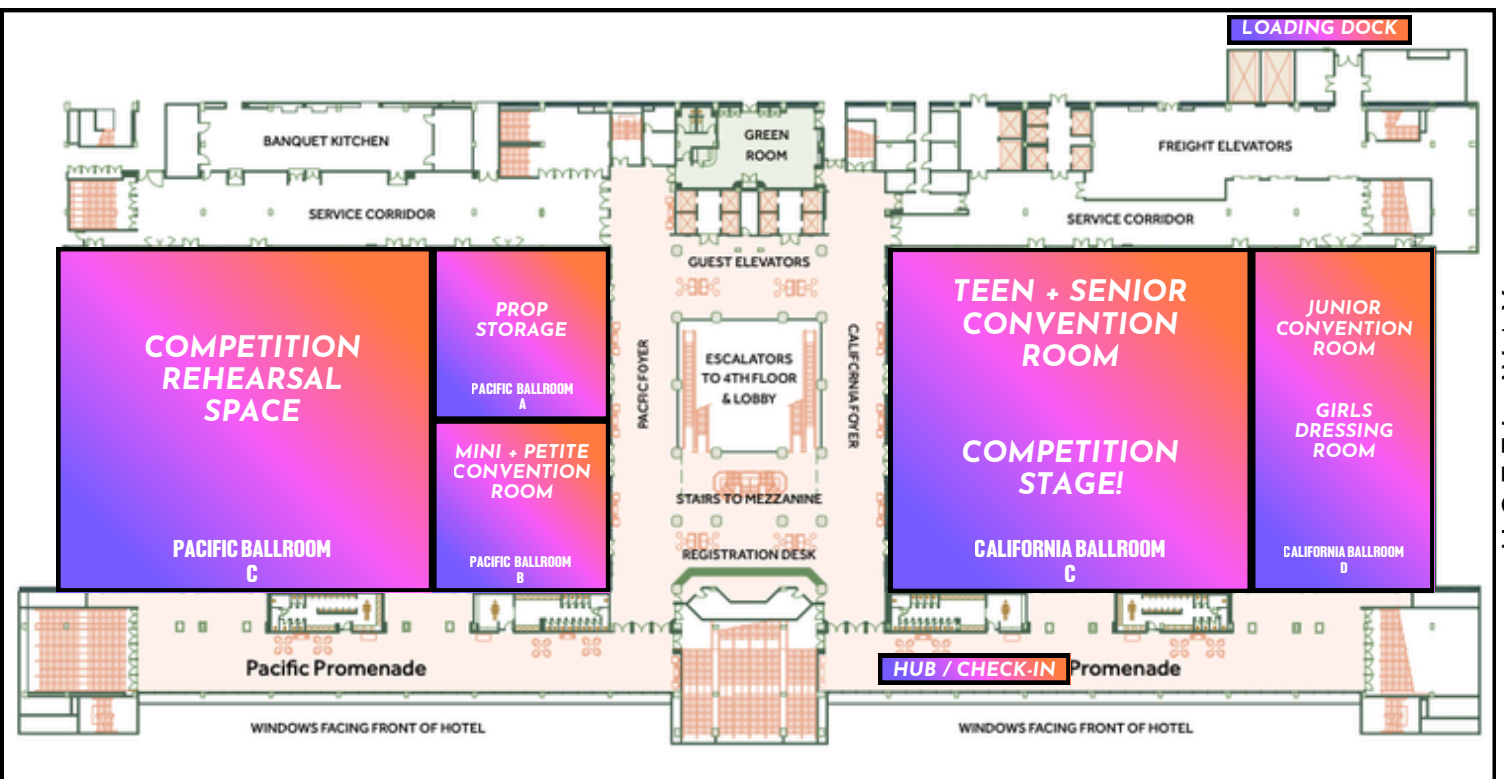 LOADING DOCK
BANQUET KITCHEN
GREEN
ROOM
FREIGHT ELEVATORS
SERVICE CORRIDOR
SERVICE CORRIDOR
GUEST ELEVATORS
COMPETITION
REHEARSAL
SPACE
PACIFIC BALLROOM
C
PROP
STORAGE
PACIFIC BALLROOM
A
MINI + PETITE
CONVENTION
ROOM
PACIFIC BALLROOM
B
PACIFIC FOYER
ESCALATORS
TO 4TH FLOOR
& LOBBY
CALIFORNIA FOYER
STAIRS TO MEZZANINE
REGISTRATION DESK
TEEN + SENIOR
CONVENTION
ROOM
COMPETITION
STAGE!
CALIFORNIA BALLROOM
C
JUNIOR
CONVENTION
ROOM
GIRLS
DRESSING
ROOM
CALIFORNIA BALLROOM
D
Pacific Promenade
HUB / CHECK-IN
Promenade
WINDOWS FACING FRONT OF HOTEL
WINDOWS FACING FRONT OF HOTEL